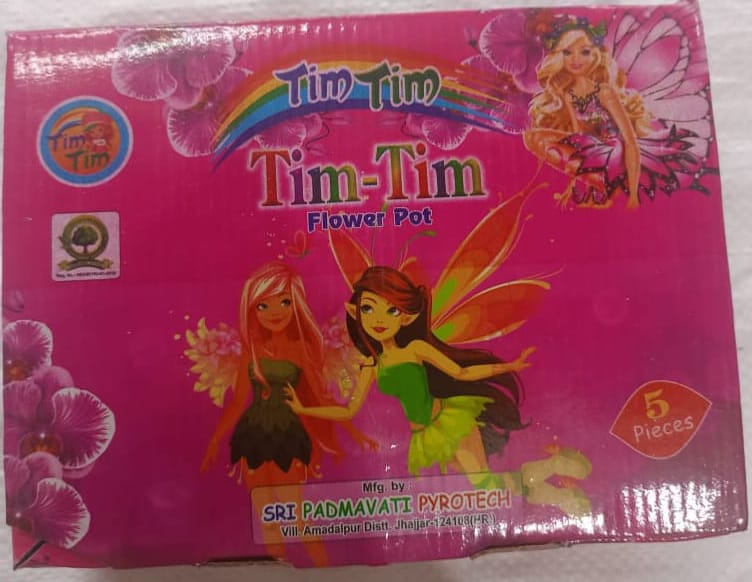 Tim Tim
Tim
Tim
Tim-Tim
Flower Pot
5
Pieces
Mfg. by :
SRI PADMAVATI PYROTECH
Vill. Amadalpur Distt. Jhajjar-124108(HR)